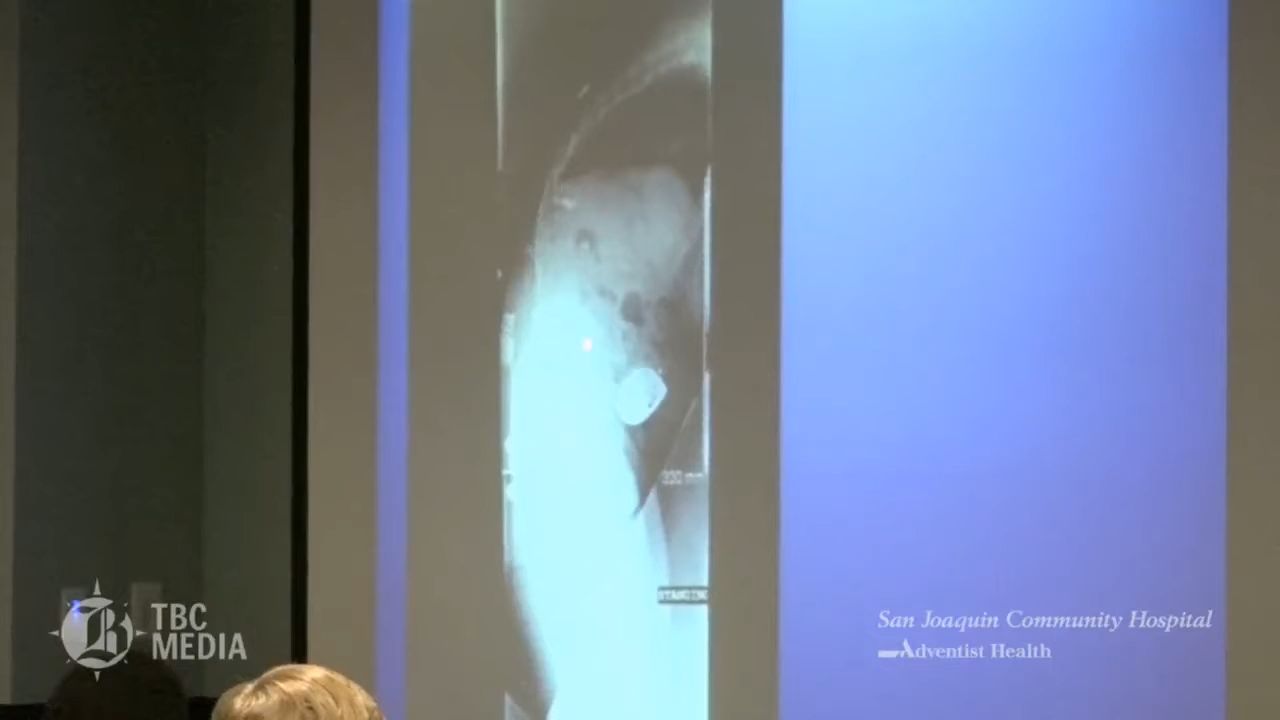 STANDING
San Joaquin Community Hospital
Adventist Health
TBC
MEDIA